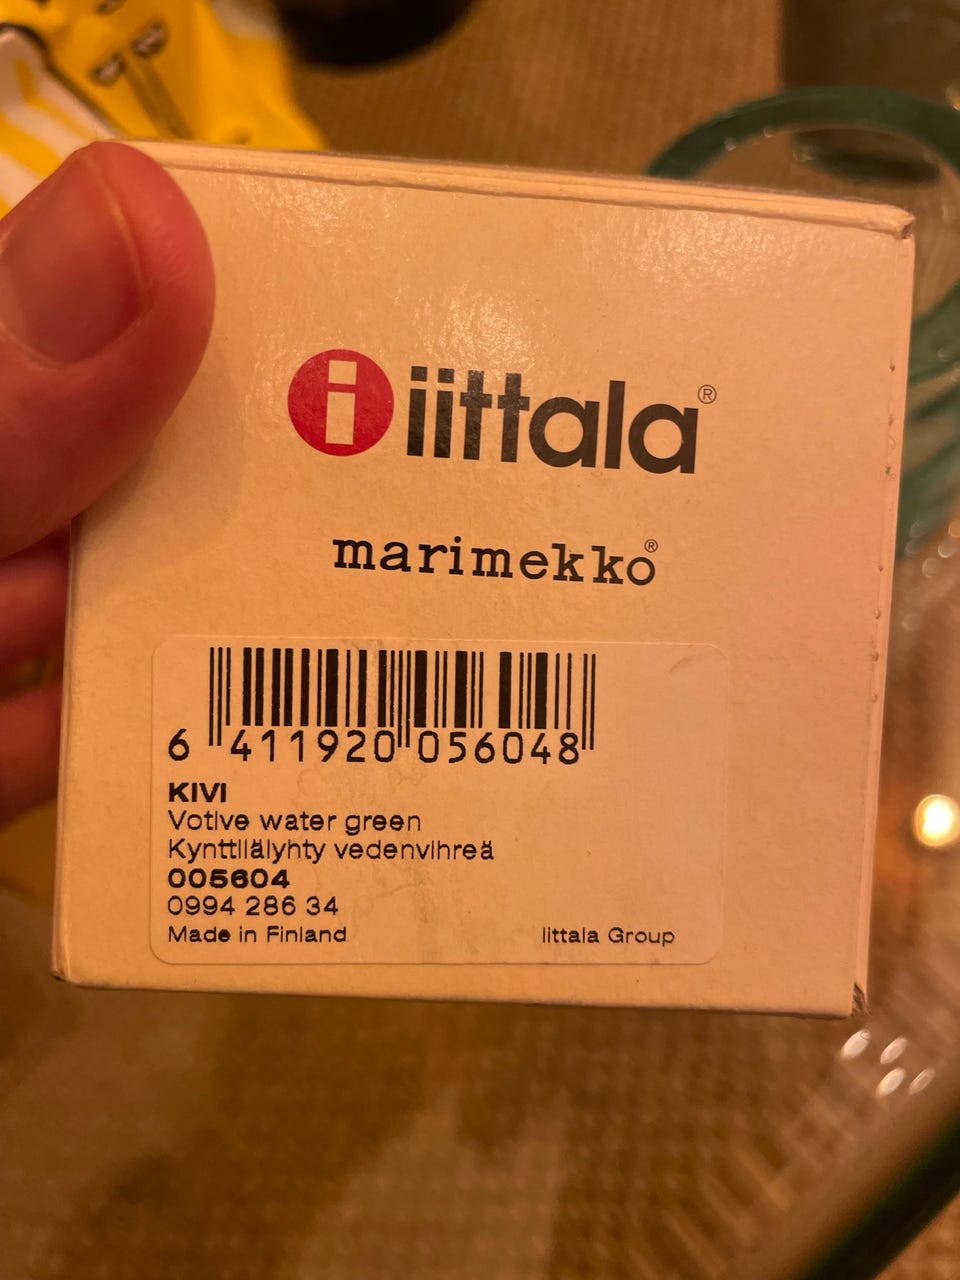 i iittala®
marimekko®
6 411920 056048
KIVI
Votive water green
Kynttilälyhty vedenvihreä
005604
0994 286 34
Made in Finland
Iittala Group